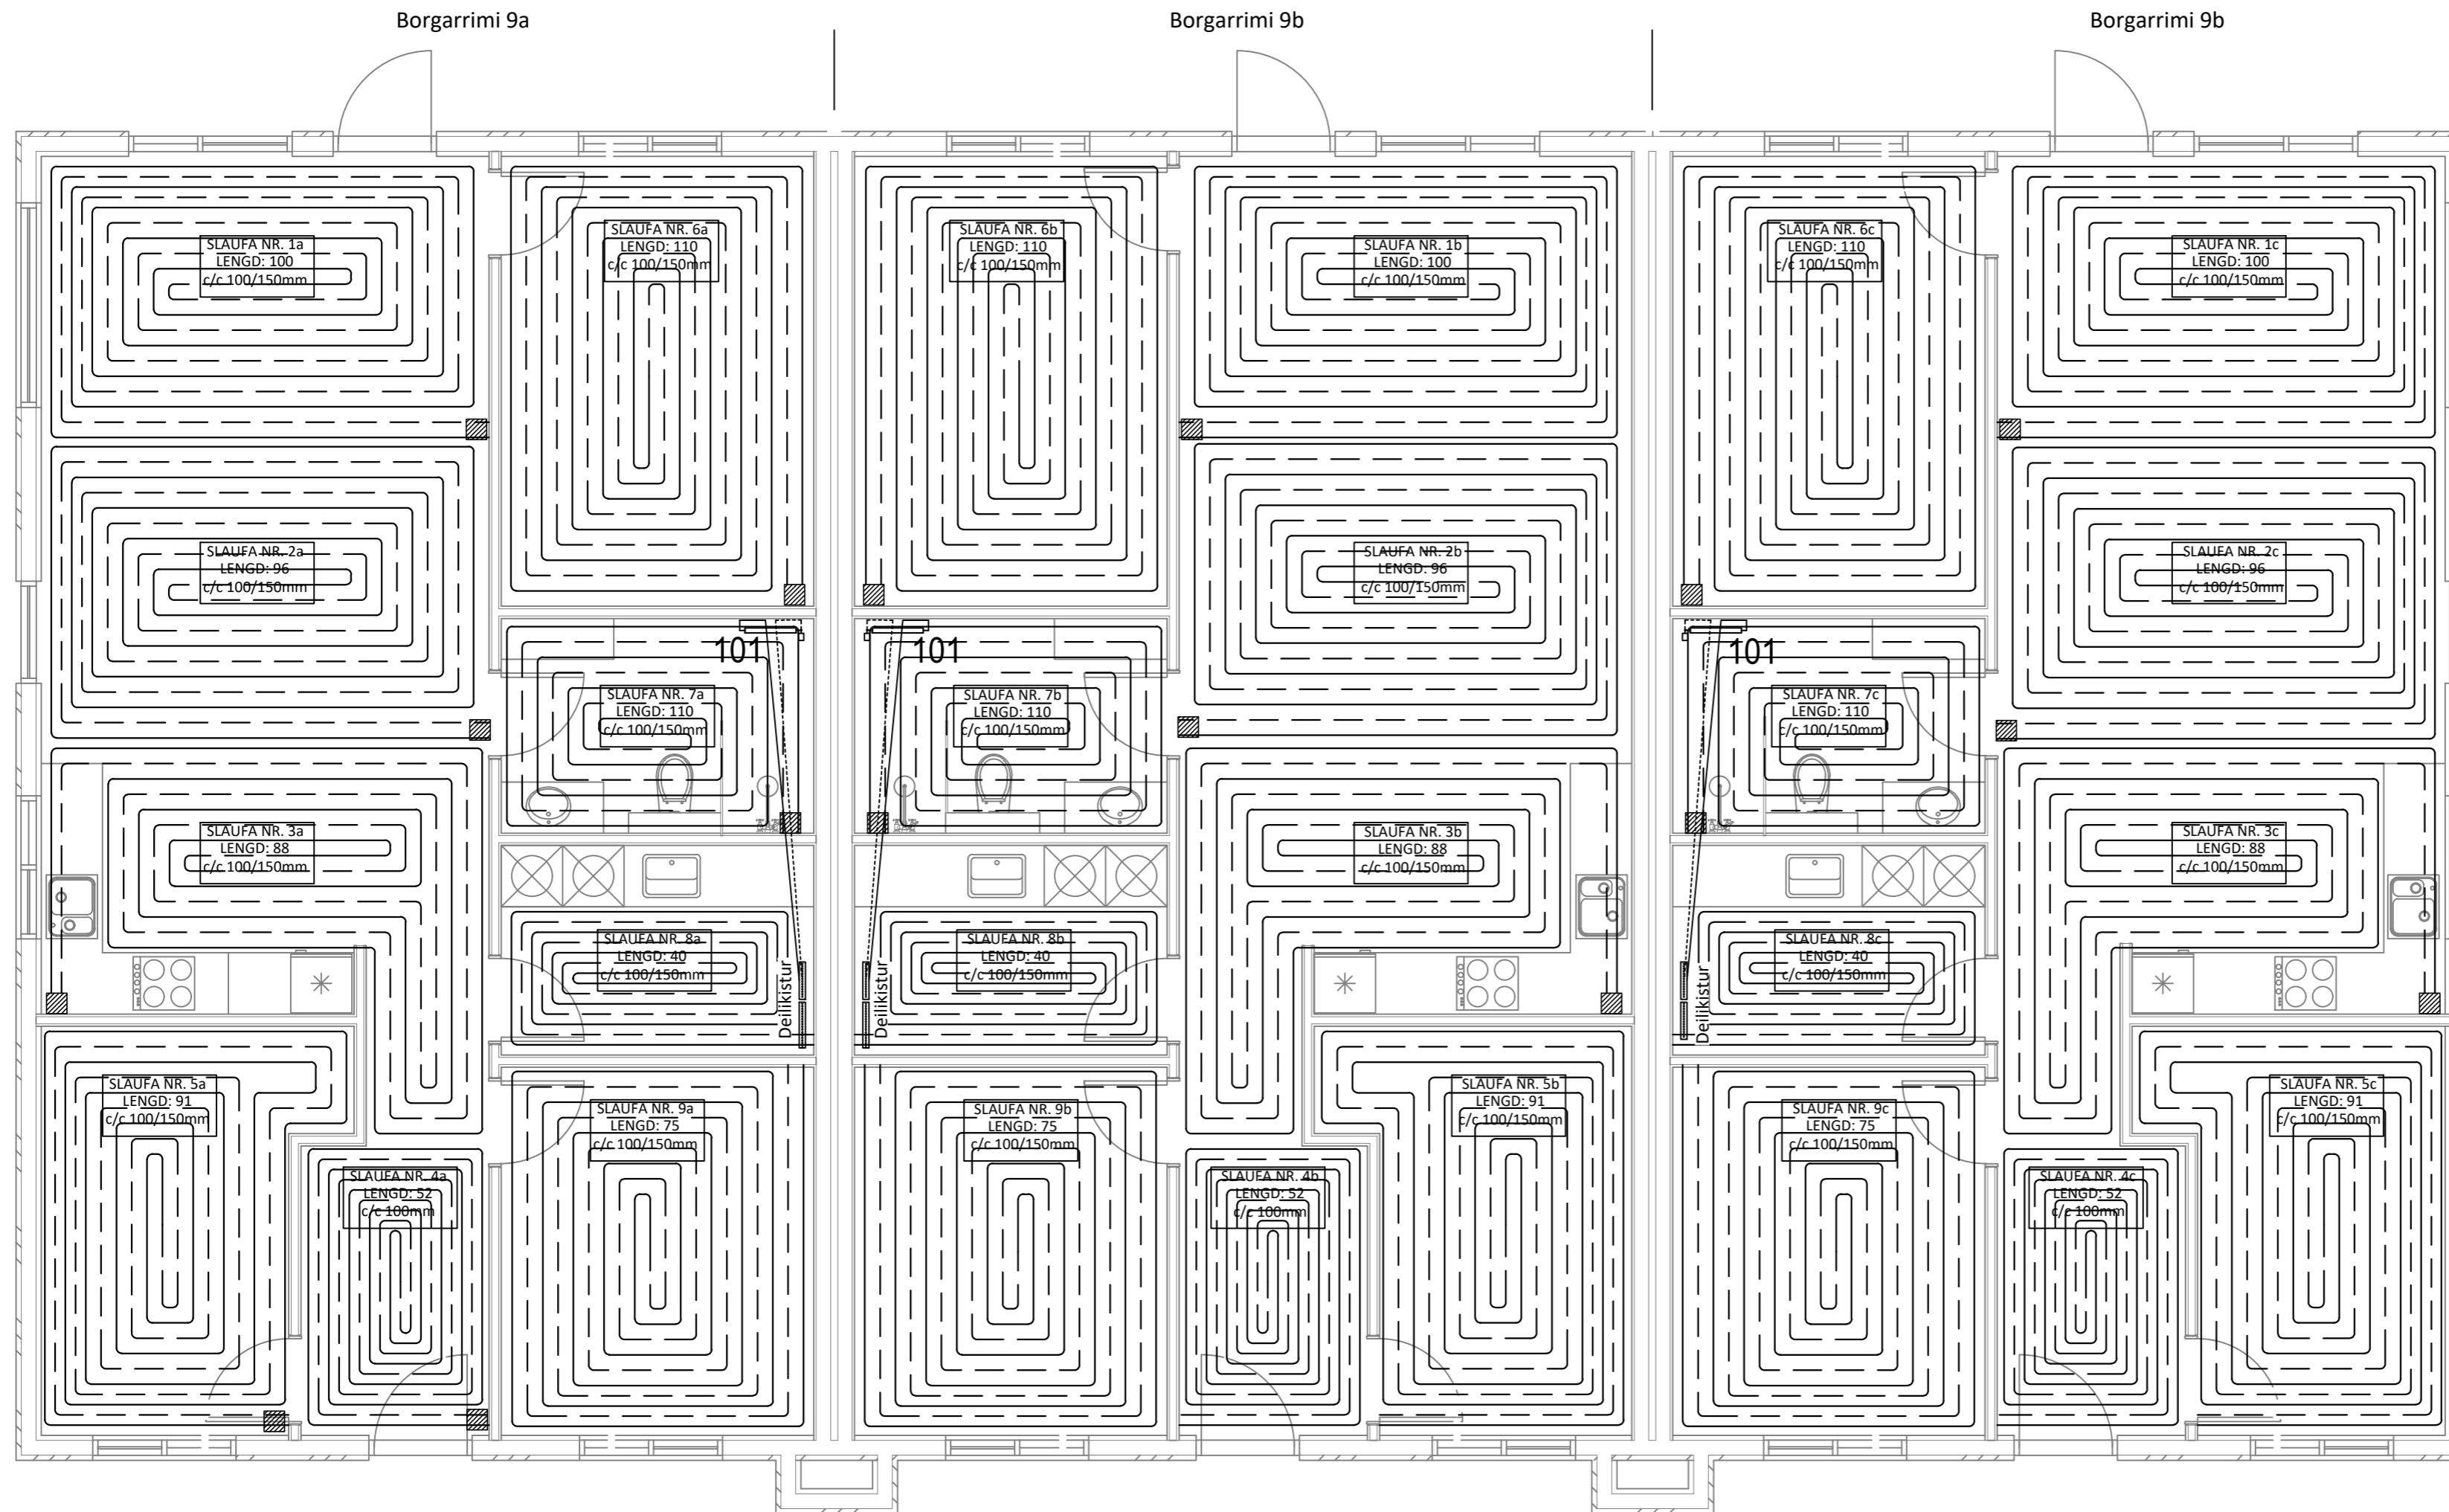 Borgarrimi 9a
Borgarrimi 9b
Borgarrimi 9b
SLAUFA NR. 1a
LENGD: 100
c/c 100/150mm
SLAUFA NR. 6a
LENGD: 110
c/c 100/150mm
SLAUFA NR. 6b
LENGD: 110
c/c 100/150mm
SLAUFA NR. 1b
LENGD: 100
c/c 100/150mm
SLAUFA NR. 6c
LENGD: 110
c/c 100/150mm
SLAUFA NR. 1c
LENGD: 100
c/c 100/150mm
SLAUFA NR. 2a
LENGD: 96
c/c 100/150mm
SLAUFA NR. 2b
LENGD: 96
c/c 100/150mm
SLAUFA NR. 2c
LENGD: 96
c/c 100/150mm
101
101
101
SLAUFA NR. 7a
LENGD: 110
c/c 100/150mm
SLAUFA NR. 7b
LENGD: 110
c/c 100/150mm
SLAUFA NR. 7c
LENGD: 110
c/c 100/150mm
SLAUFA NR. 3a
LENGD: 88
c/c 100/150mm
SLAUFA NR. 3b
LENGD: 88
c/c 100/150mm
SLAUFA NR. 3c
LENGD: 88
c/c 100/150mm
SLAUFA NR. 8a
LENGD: 40
c/c 100/150mm
Deilikistur
Deilikistur
SLAUFA NR. 8b
LENGD: 40
c/c 100/150mm
Deilikistur
SLAUFA NR. 8c
LENGD: 40
c/c 100/150mm
SLAUFA NR. 5a
LENGD: 91
c/c 100/150mm
SLAUFA NR. 9a
LENGD: 75
c/c 100/150mm
SLAUFA NR. 9b
LENGD: 75
c/c 100/150mm
SLAUFA NR. 5b
LENGD: 91
c/c 100/150mm
SLAUFA NR. 9c
LENGD: 75
c/c 100/150mm
SLAUFA NR. 5c
LENGD: 91
c/c 100/150mm
SLAUFA NR. 4a
LENGD: 52
c/c 100mm
SLAUFA NR. 4b
LENGD: 52
c/c 100mm
SLAUFA NR. 4c
LENGD: 52
c/c 100mm